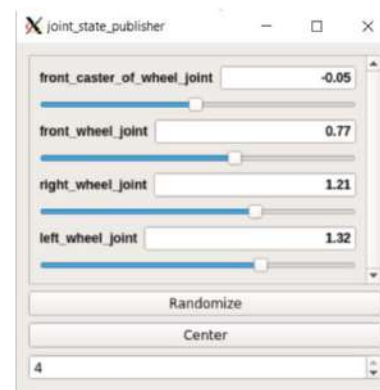 joint_state_publisher
front_caster_of_wheel_joint -0.05
front_wheel_joint 0.77
right_wheel_joint 1.21
left_wheel_joint 1.32
Randomize
Center
4